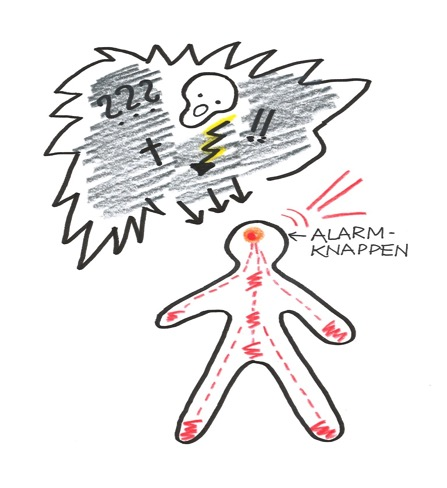 ???
!!
ALARM-
KNAPPEN